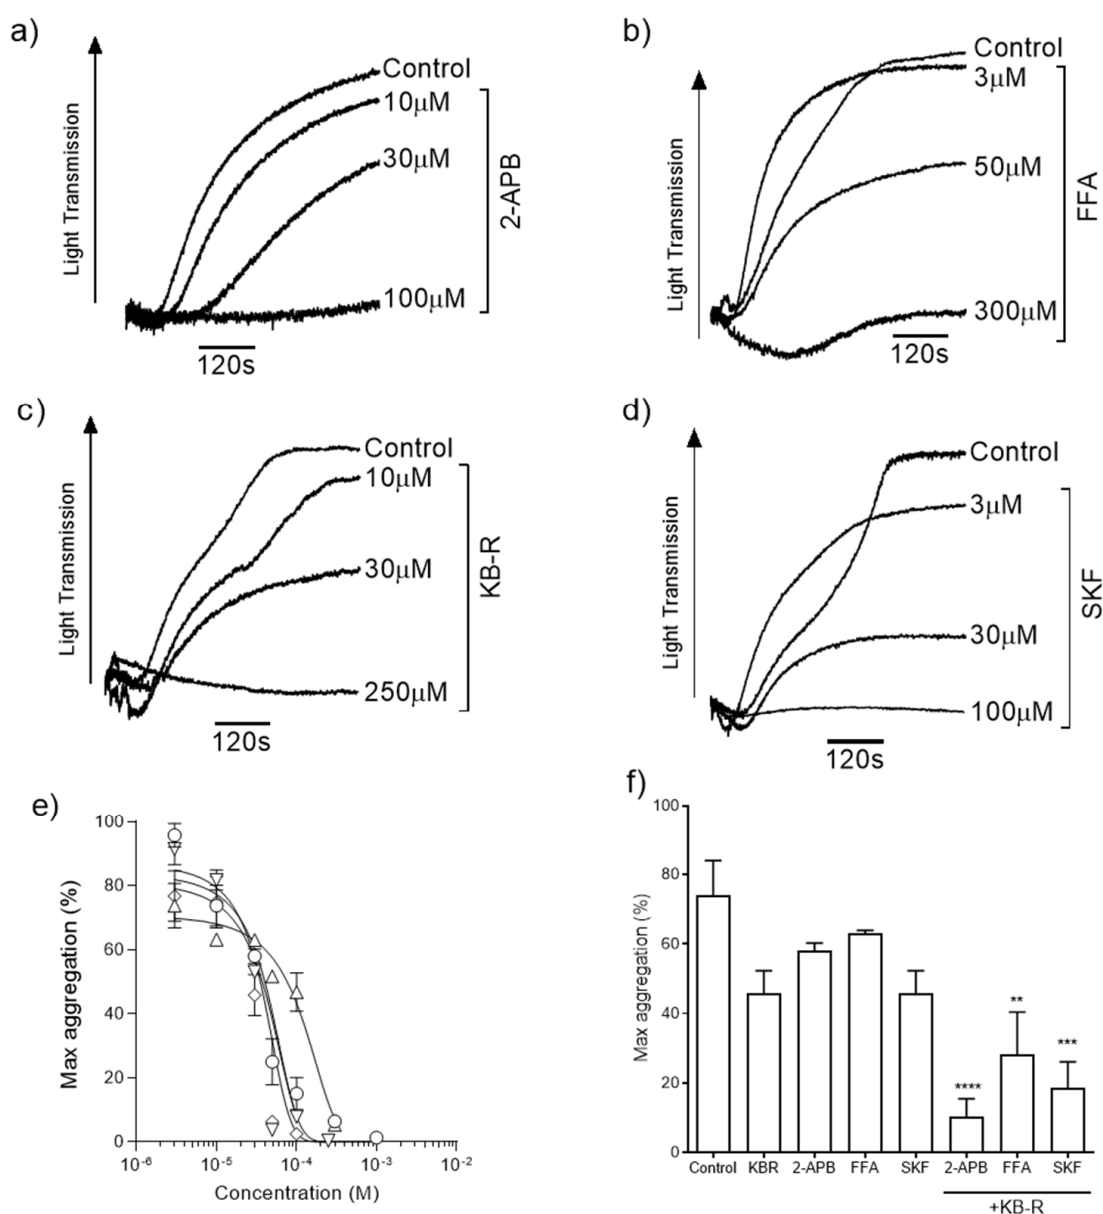 a)
Light Transmission
Control
10µM
30µM
100µM
2-APB
120s
b)
Light Transmission
Control
3µM
50µM
300µM
FFA
120s
c)
Light Transmission
Control
10µM
30µM
250µM
KB-R
120s
d)
Light Transmission
Control
3µM
30µM
100µM
SKF
120s
e)
Max aggregation (%)
100
80
60
40
20
0
10-6
10-5
10-4
10-3
10-2
Concentration (M)
f)
Max aggregation (%)
100
80
60
40
20
0
****
**
***
Control KBR 2-APB FFA SKF 2-APB FFA SKF
+KB-R